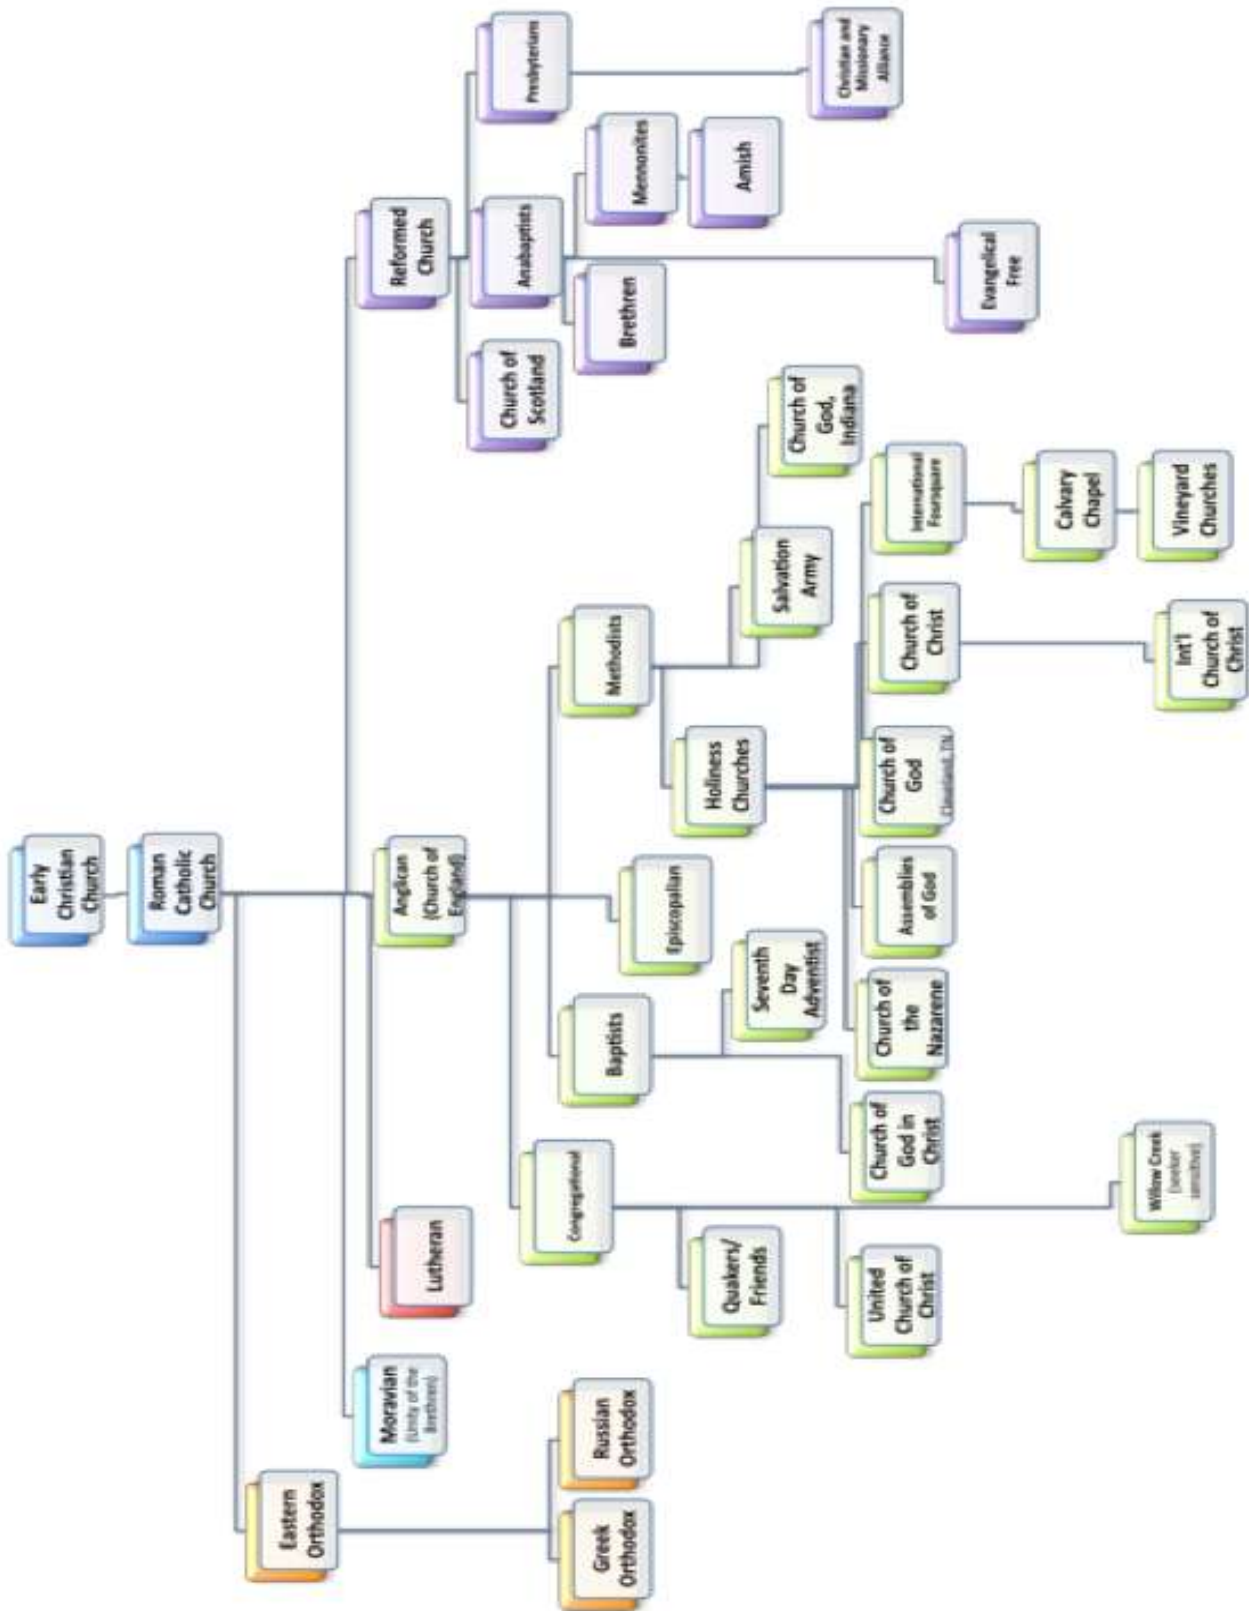 Early
Christian
Church
Roman
Catholic
Church
Eastern
Orthodox
Moravian
(Unity of the
Brethren)
Lutheran
Anglican
(Church of
England)
Reformed
Church
Greek
Orthodox
Russian
Orthodox
Congregational
Baptists
Episcopalian
Methodists
Church of
Scotland
Anabaptists
Presbyterians
Quakers/
Friends
Seventh
Day
Adventist
Holiness
Churches
Salvation
Army
Church of
God,
Indiana
Brethren
Mennonites
Amish
United
Church of
Christ
Church of
God in
Christ
Church of
the
Nazarene
Assemblies
of God
Church of
God
Cleveland, TN
Church of
Christ
International
Foursquare
Evangelical
Free
Christian and
Missionary
Alliance
Calvary
Chapel
Willow Creek
(seeker
sensitive)
Int'l
Church of
Christ
Vineyard
Churches